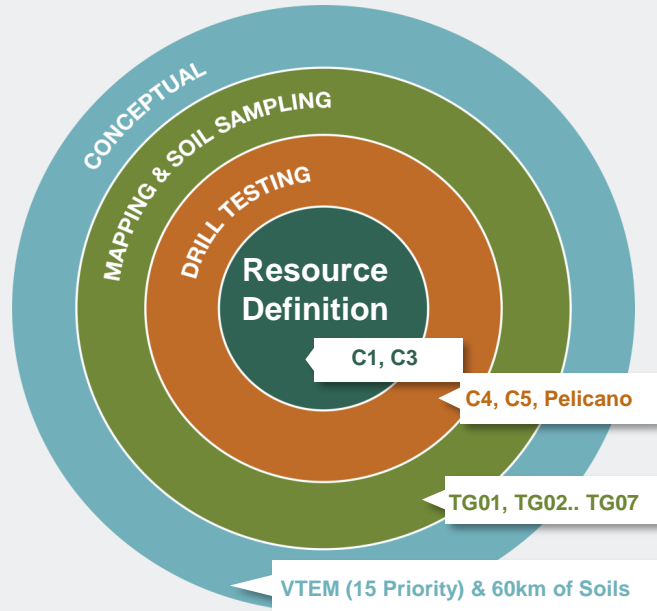 CONCEPTUAL
MAPPING & SOIL SAMPLING
DRILL TESTING
Resource
Definition
C1, C3
C4, C5, Pelicano
TG01, TG02.. TG07
VTEM (15 Priority) & 60km of Soils